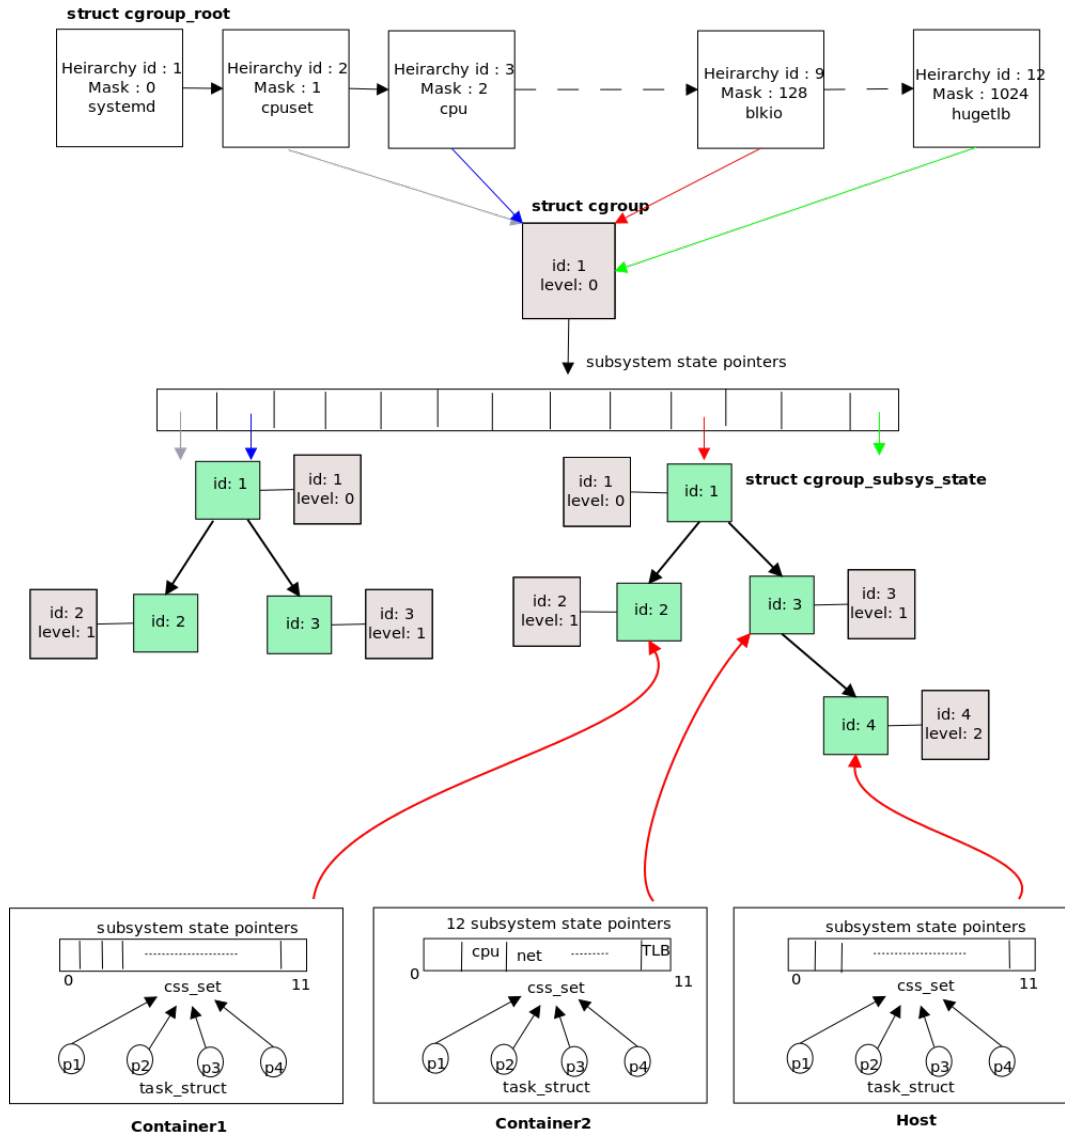 struct cgroup_root
Heirarchy id : 1
Mask : 0
systemd
Heirarchy id : 2
Mask : 1
cpuset
Heirarchy id : 3
Mask : 2
cpu
Heirarchy id : 9
Mask : 128
blkio
Heirarchy id : 12
Mask : 1024
hugetlb
struct cgroup
id: 1
level: 0
subsystem state pointers
id: 1
id: 1
level: 0
id: 2
level: 1
id: 2
id: 3
id: 3
level: 1
id: 1
level: 0
id: 1
struct cgroup_subsys_state
id: 2
level: 1
id: 2
id: 3
id: 3
level: 1
id: 4
id: 4
level: 2
subsystem state pointers
0
11
css_set
p1
p2
p3
p4
task_struct
Container1
12 subsystem state pointers
cpu
net
TLB
0
11
css_set
p1
p2
p3
p4
task_struct
Container2
subsystem state pointers
0
11
css_set
p1
p2
p3
p4
task_struct
Host